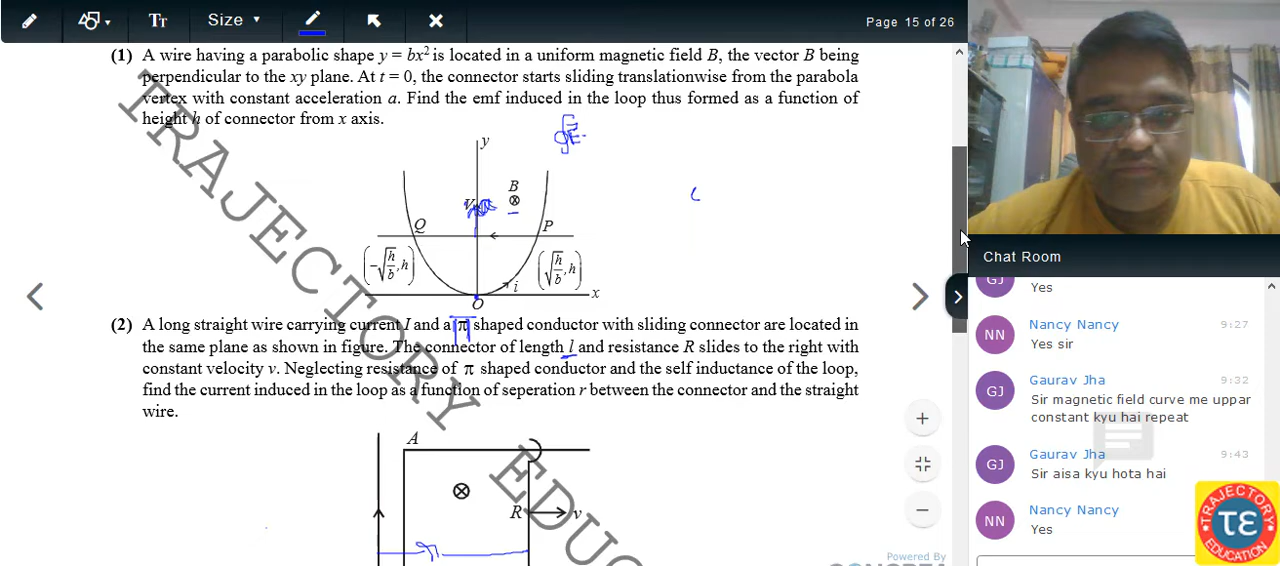 Tт Size Page 15 of 26
(1) A wire having a parabolic shape y = bx² is located in a uniform magnetic field B, the vector B being
perpendicular to the xy plane. At t = 0, the connector starts sliding translationwise from the parabola
vertex with constant acceleration a. Find the emf induced in the loop thus formed as a function of
height h of connector from x axis.
y
B
Q P
(-√h/b, h) (√h/b, h)
i
O x
(2) A long straight wire carrying current I and a π shaped conductor with sliding connector are located in
the same plane as shown in figure. The connector of length l and resistance R slides to the right with
constant velocity v. Neglecting resistance of π shaped conductor and the self inductance of the loop,
find the current induced in the loop as a function of seperation r between the connector and the straight
wire.
A
R v
TRAJECTORY EDUC
Powered By
Chat Room
GJ Yes
Nancy Nancy 9:27
NN Yes sir
Gaurav Jha 9:32
GJ Sir magnetic field curve me uppar
constant kyu hai repeat
Gaurav Jha 9:43
GJ Sir aisa kyu hota hai
Nancy Nancy
NN Yes
TRAJECTORY
TE
EDUCATION